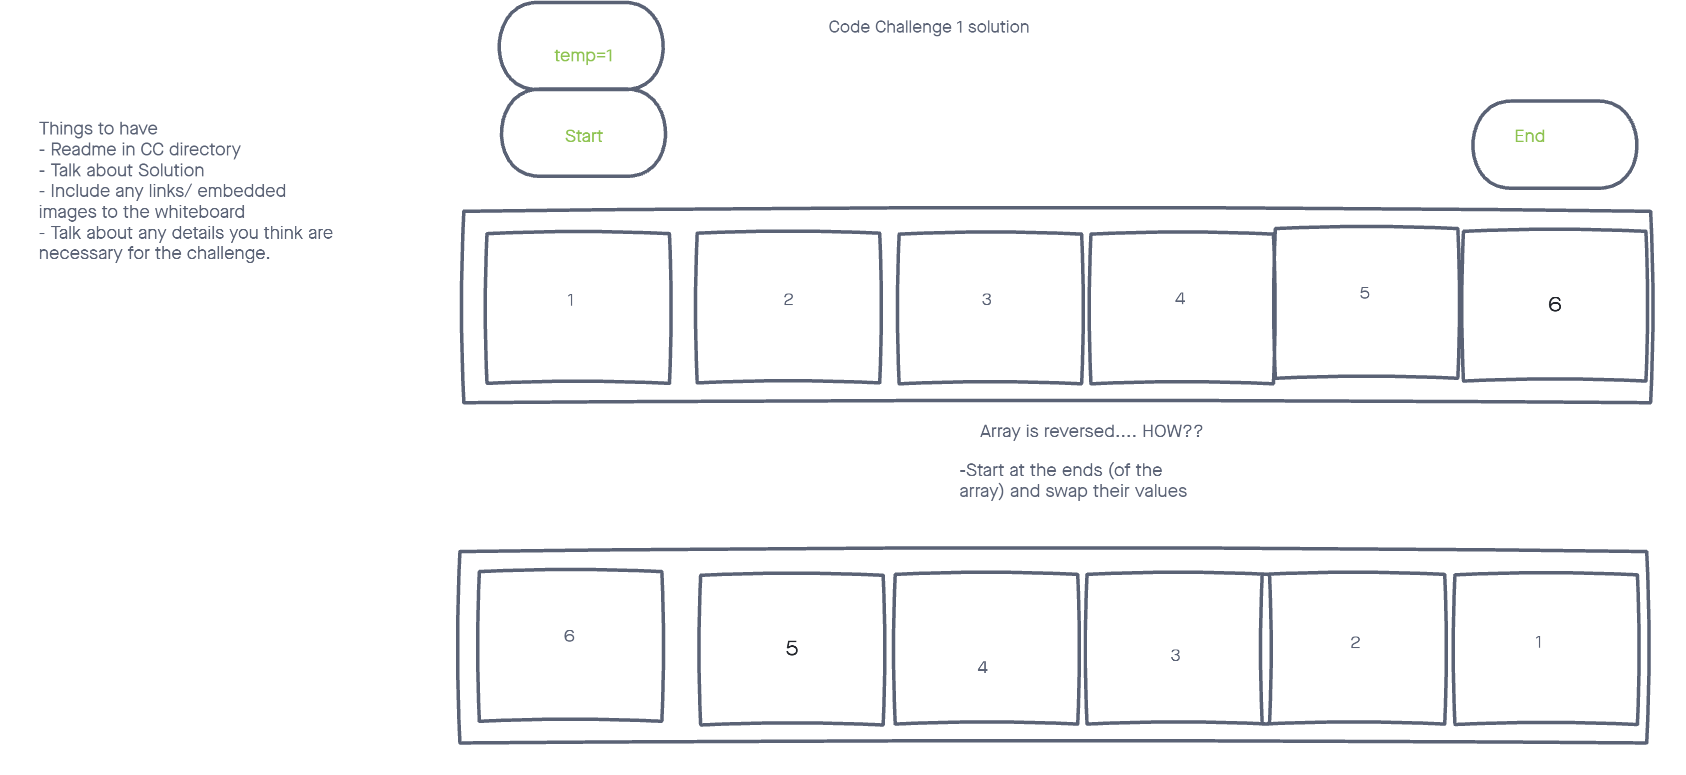 Code Challenge 1 solution
temp=1
Start
End
Things to have
- Readme in CC directory
- Talk about Solution
- Include any links/ embedded
images to the whiteboard
- Talk about any details you think are
necessary for the challenge.
1 2 3 4 5 6
Array is reversed.... HOW??
-Start at the ends (of the
array) and swap their values
6 5 4 3 2 1